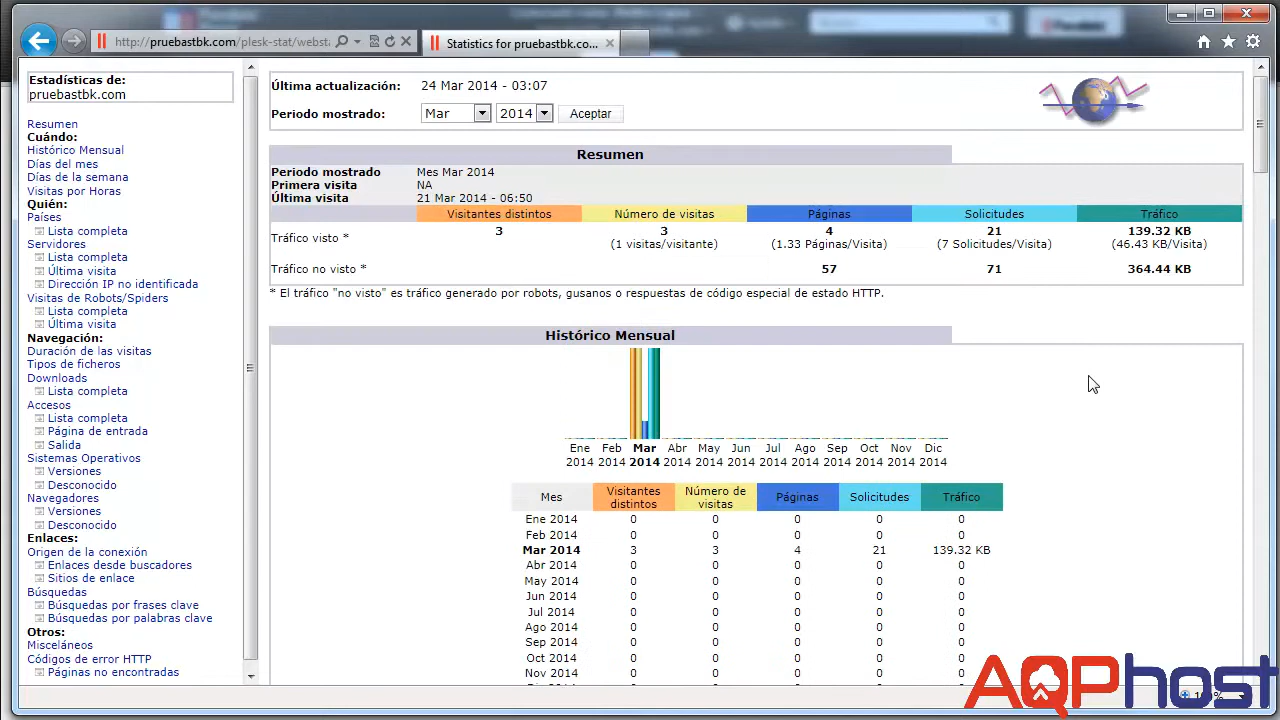 http://pruebastbk.com/plesk-stat/websta
Statistics for pruebastbk.co...
Estadísticas de:
pruebastbk.com
Resumen
Cuándo:
Histórico Mensual
Días del mes
Días de la semana
Visitas por Horas
Quién:
Países
Lista completa
Servidores
Lista completa
Última visita
Dirección IP no identificada
Visitas de Robots/Spiders
Lista completa
Última visita
Navegación:
Duración de las visitas
Tipos de ficheros
Downloads
Lista completa
Accesos
Lista completa
Página de entrada
Salida
Sistemas Operativos
Versiones
Desconocido
Navegadores
Versiones
Desconocido
Enlaces:
Origen de la conexión
Enlaces desde buscadores
Sitios de enlace
Búsquedas
Búsquedas por frases clave
Búsquedas por palabras clave
Otros:
Misceláneos
Códigos de error HTTP
Páginas no encontradas
Última actualización: 24 Mar 2014 - 03:07
Periodo mostrado: Mar 2014 Aceptar
Resumen
Periodo mostrado Mes Mar 2014
Primera visita NA
Última visita 21 Mar 2014 - 06:50
Visitantes distintos Número de visitas Páginas Solicitudes Tráfico
Tráfico visto * 3 3 4 21 139.32 KB
(1 visitas/visitante) (1.33 Páginas/Visita) (7 Solicitudes/Visita) (46.43 KB/Visita)
Tráfico no visto * 57 71 364.44 KB
* El tráfico "no visto" es tráfico generado por robots, gusanos o respuestas de código especial de estado HTTP.
Histórico Mensual
Ene Feb Mar Abr May Jun Jul Ago Sep Oct Nov Dic
2014 2014 2014 2014 2014 2014 2014 2014 2014 2014 2014 2014
Mes Visitantes distintos Número de visitas Páginas Solicitudes Tráfico
Ene 2014 0 0 0 0 0
Feb 2014 0 0 0 0 0
Mar 2014 3 3 4 21 139.32 KB
Abr 2014 0 0 0 0 0
May 2014 0 0 0 0 0
Jun 2014 0 0 0 0 0
Jul 2014 0 0 0 0 0
Ago 2014 0 0 0 0 0
Sep 2014 0 0 0 0 0
Oct 2014 0 0 0 0 0
Nov 2014 0 0 0 0 0
AQPhost